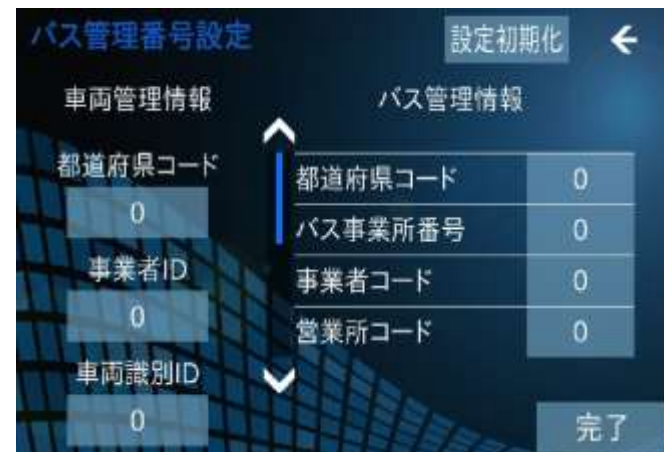 バス管理番号設定
設定初期化
車両管理情報
都道府県コード
0
事業者ID
0
車両識別ID
0
バス管理情報
都道府県コード 0
バス事業所番号 0
事業者コード 0
営業所コード 0
完了